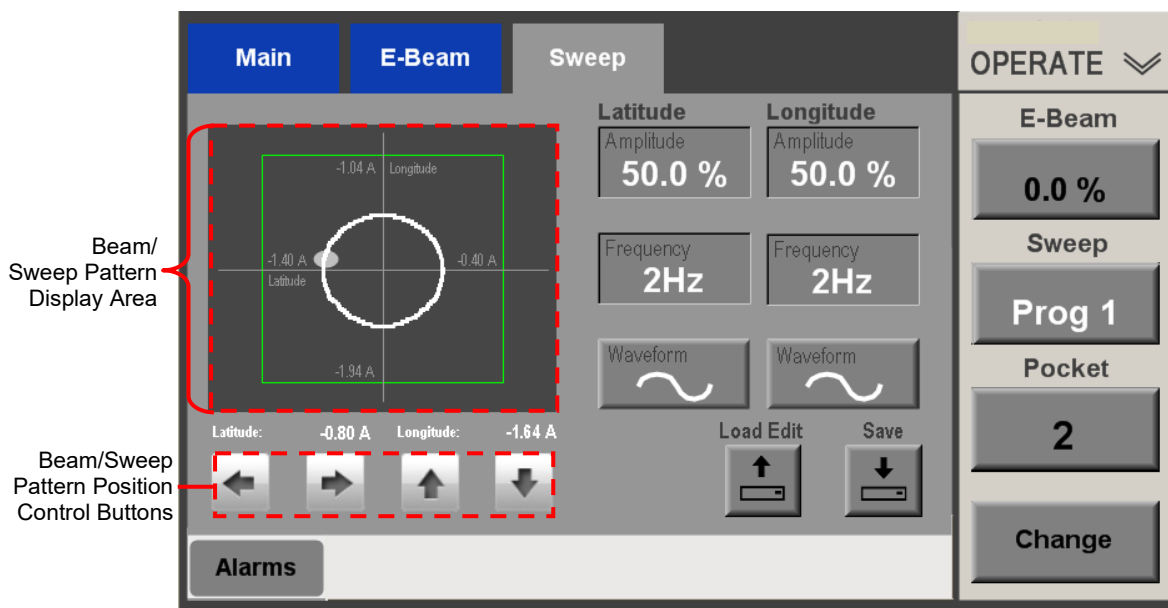 Main
E-Beam
Sweep
OPERATE
Latitude
Longitude
Amplitude
50.0 %
Amplitude
50.0 %
Frequency
2Hz
Frequency
2Hz
Waveform
Waveform
Load Edit
Save
-1.04 A
Longitude
-1.40 A
-0.40 A
Latitude
-1.94 A
Latitude:
-0.80 A
Longitude:
-1.64 A
Beam/
Sweep Pattern
Display Area
Beam/Sweep
Pattern Position
Control Buttons
E-Beam
0.0 %
Sweep
Prog 1
Pocket
2
Change
Alarms